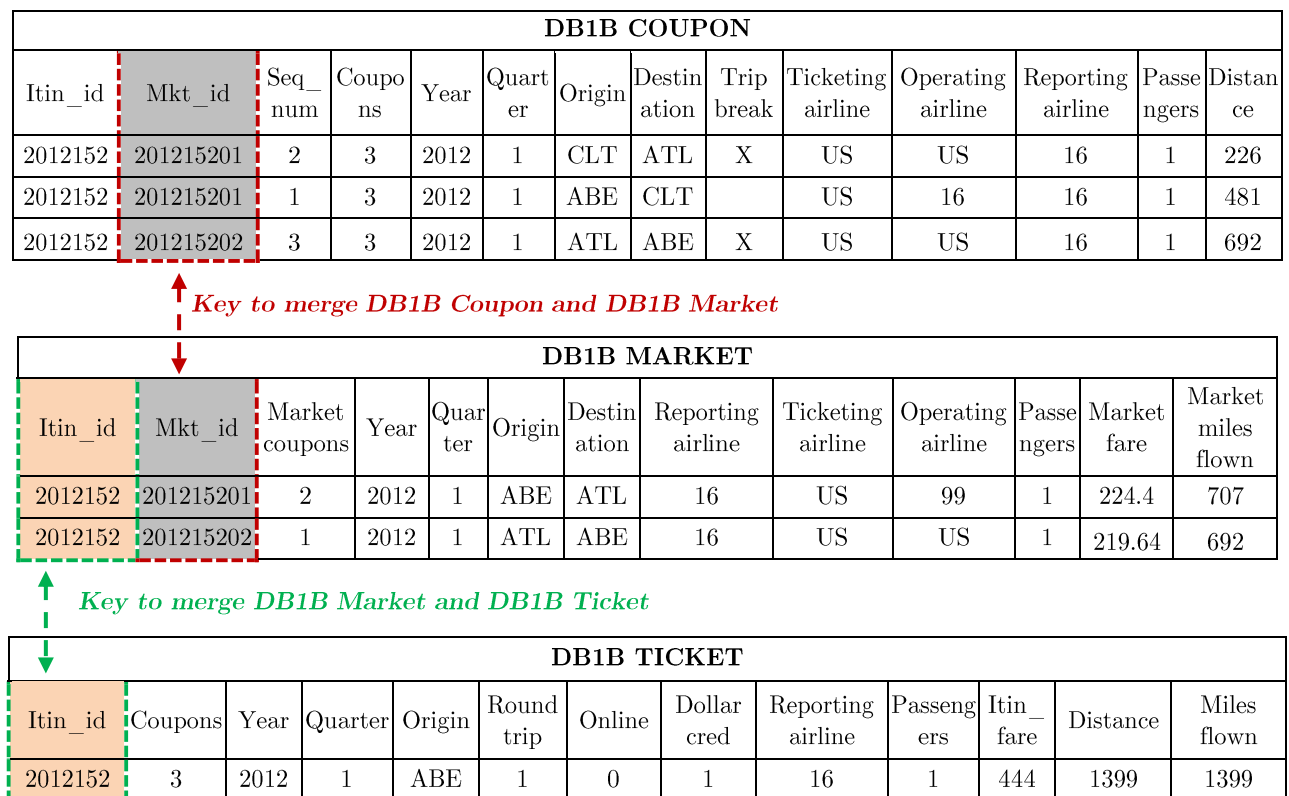 DB1B COUPON
Itin_id Mkt_id Seq_ num Coupo ns Year Quart er Origin Destin ation Trip break Ticketing airline Operating airline Reporting airline Passe ngers Distan ce
2012152 201215201 2 3 2012 1 CLT ATL X US US 16 1 226
2012152 201215201 1 3 2012 1 ABE CLT US 16 16 1 481
2012152 201215202 3 3 2012 1 ATL ABE X US US 16 1 692
Key to merge DB1B Coupon and DB1B Market
DB1B MARKET
Itin_id Mkt_id Market coupons Year Quar ter Origin Destin ation Reporting airline Ticketing airline Operating airline Passe ngers Market fare Market miles flown
2012152 201215201 2 2012 1 ABE ATL 16 US 99 1 224.4 707
2012152 201215202 1 2012 1 ATL ABE 16 US US 1 219.64 692
Key to merge DB1B Market and DB1B Ticket
DB1B TICKET
Itin_id Coupons Year Quarter Origin Round trip Online Dollar cred Reporting airline Passeng ers Itin_ fare Distance Miles flown
2012152 3 2012 1 ABE 1 0 1 16 1 444 1399 1399